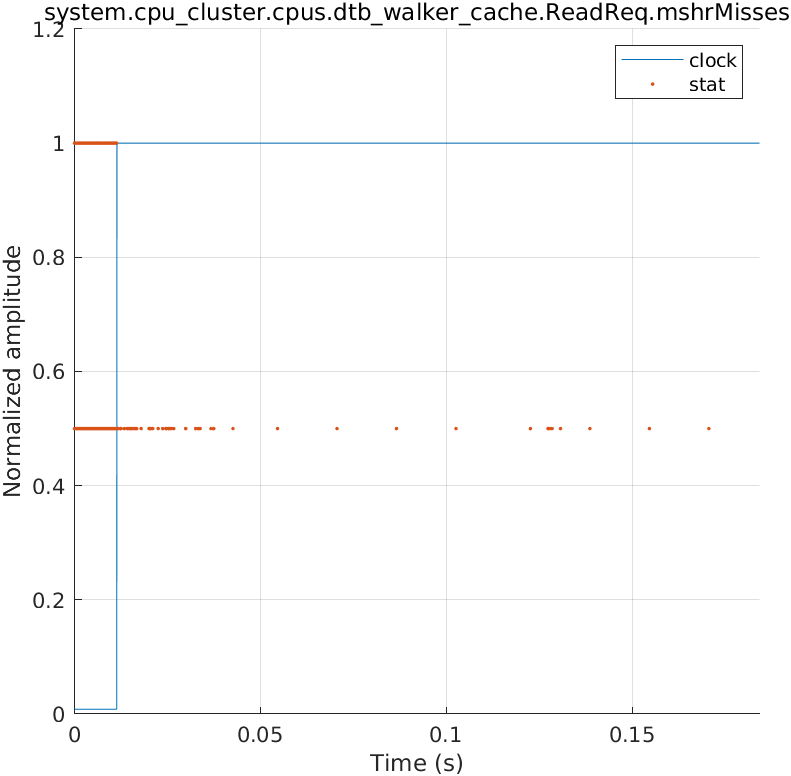 system.cpu_cluster.cpus.dtb_walker_cache.ReadReq.mshrMisses
1.2
clock
stat
1
0.8
0.6
0.4
0.2
0
0
0.05
0.1
0.15
Normalized amplitude
Time (s)